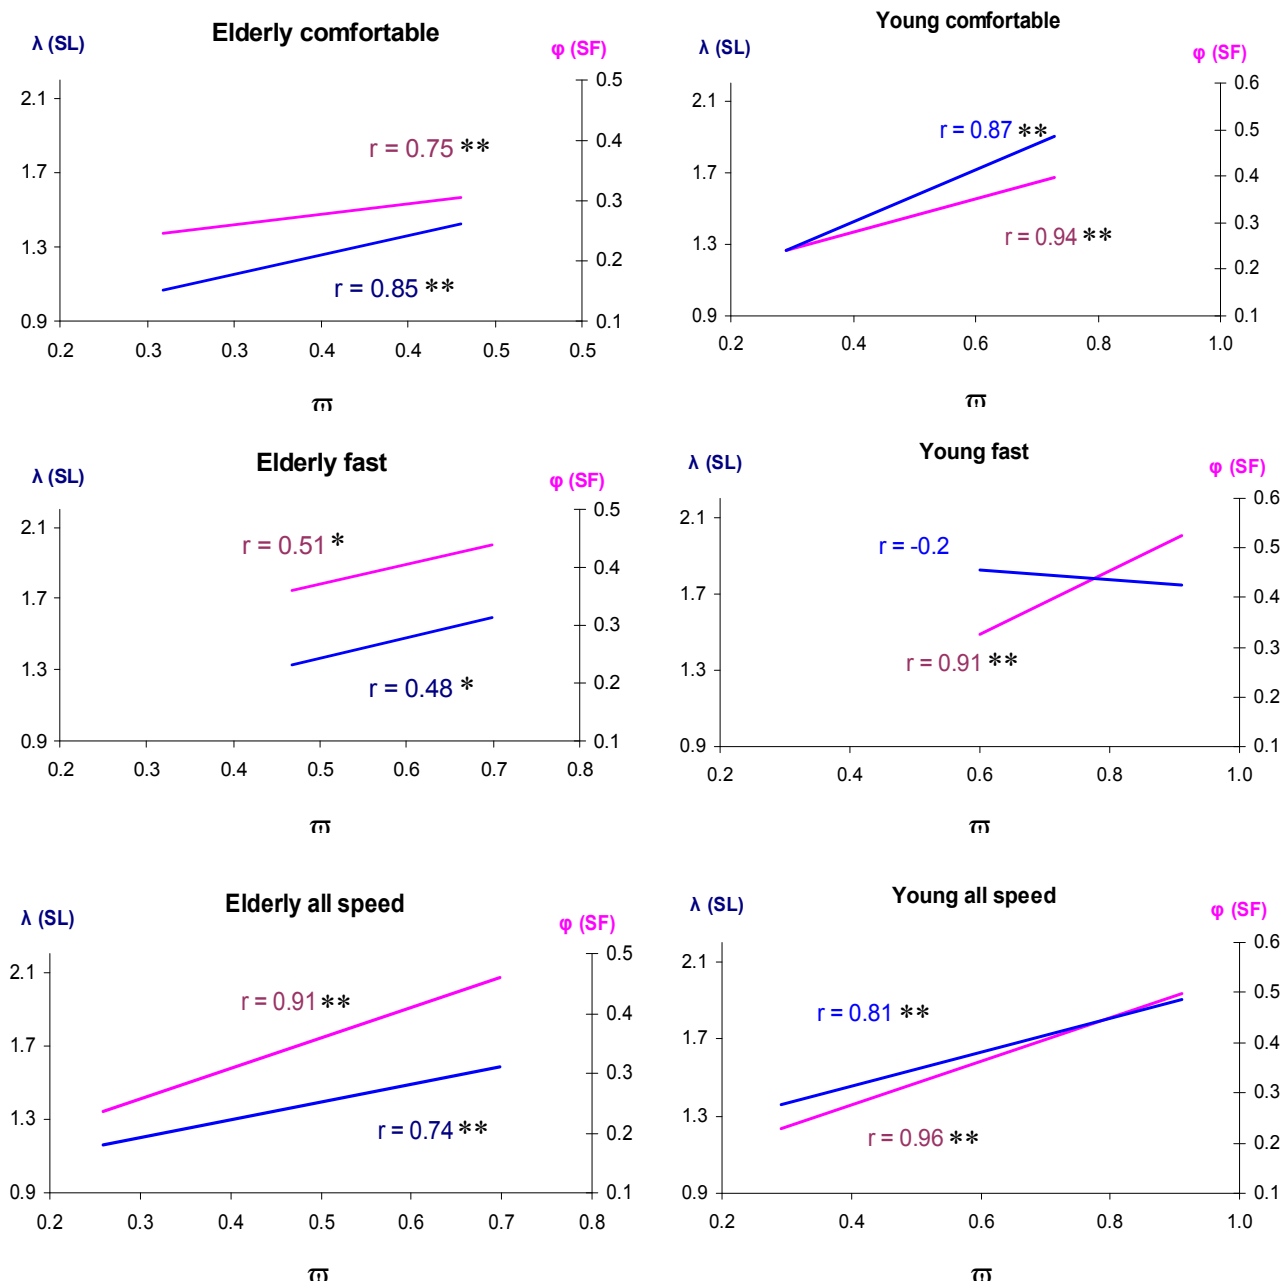 Elderly comfortable
λ (SL)
φ (SF)
2.1
1.7
1.3
0.9
0.5
0.4
0.3
0.2
0.1
r = 0.75 **
r = 0.85 **
0.2 0.3 0.3 0.4 0.4 0.5 0.5
ϖ
Young comfortable
λ (SL)
φ (SF)
2.1
1.7
1.3
0.9
0.6
0.5
0.4
0.3
0.2
0.1
r = 0.87 **
r = 0.94 **
0.2 0.4 0.6 0.8 1.0
ϖ
Elderly fast
λ (SL)
φ (SF)
2.1
1.7
1.3
0.9
0.5
0.4
0.3
0.2
0.1
r = 0.51 *
r = 0.48 *
0.2 0.3 0.4 0.5 0.6 0.7 0.8
ϖ
Young fast
λ (SL)
φ (SF)
2.1
1.7
1.3
0.9
0.6
0.5
0.4
0.3
0.2
0.1
r = -0.2
r = 0.91 **
0.2 0.4 0.6 0.8 1.0
ϖ
Elderly all speed
λ (SL)
φ (SF)
2.1
1.7
1.3
0.9
0.5
0.4
0.3
0.2
0.1
r = 0.91 **
r = 0.74 **
0.2 0.3 0.4 0.5 0.6 0.7 0.8
ϖ
Young all speed
λ (SL)
φ (SF)
2.1
1.7
1.3
0.9
0.6
0.5
0.4
0.3
0.2
0.1
r = 0.81 **
r = 0.96 **
0.2 0.4 0.6 0.8 1.0
ϖ